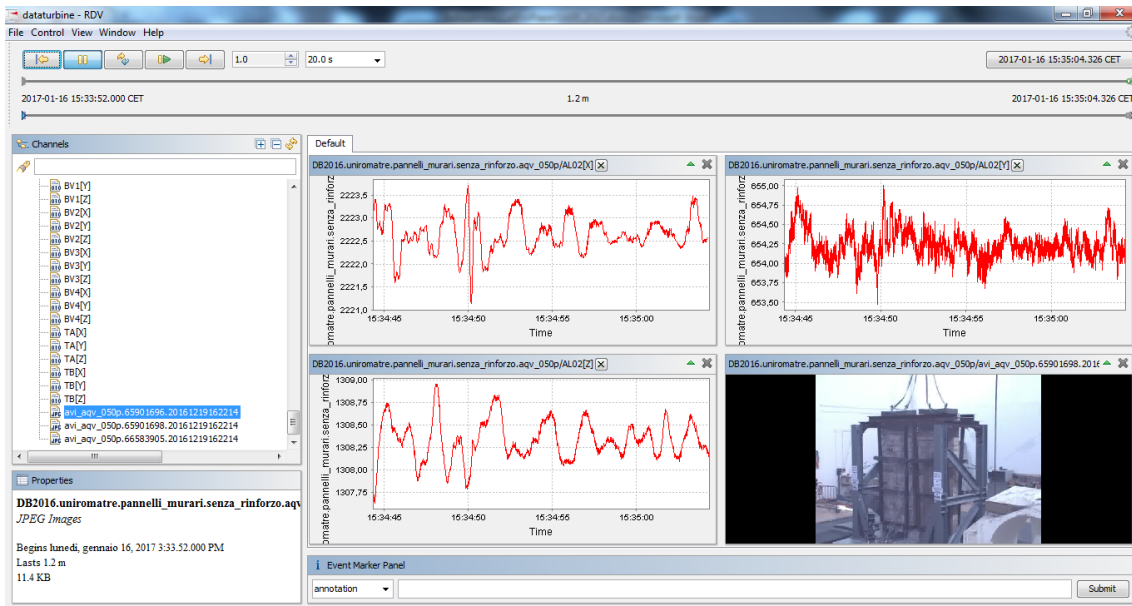 dataturbine - RDV
File Control View Window Help
1.0
20.0 s
2017-01-16 15:35:04.326 CET
2017-01-16 15:33:52.000 CET
1.2 m
2017-01-16 15:35:04.326 CET
Channels
BV1[Y]
BV1[Z]
BV2[X]
BV2[Y]
BV2[Z]
BV3[X]
BV3[Y]
BV3[Z]
BV4[X]
BV4[Y]
BV4[Z]
TA[X]
TA[Y]
TA[Z]
TB[X]
TB[Y]
TB[Z]
avi_aqv_050p.65901696.20161219162214
avi_aqv_050p.65901698.20161219162214
avi_aqv_050p.66583905.20161219162214
Properties
DB2016.uniromatre.pannelli_murari.senza_rinforzo.aqv
JPEG Images
Begins lunedì, gennaio 16, 2017 3:33.52.000 PM
Lasts 1.2 m
11.4 KB
Default
DB2016.uniromatre.pannelli_murari.senza_rinforzo.aqv_050p/AL02[X]
omatre.pannelli_murari.senza_rinforz
2223,5
2223,0
2222,5
2222,0
2221,5
2221,0
15:34:45 15:34:50 15:34:55 15:35:00
Time
DB2016.uniromatre.pannelli_murari.senza_rinforzo.aqv_050p/AL02[Y]
omatre.pannelli_murari.senza_rinforz
655,00
654,75
654,50
654,25
654,00
653,75
653,50
15:34:45 15:34:50 15:34:55 15:35:00
Time
DB2016.uniromatre.pannelli_murari.senza_rinforzo.aqv_050p/AL02[Z]
omatre.pannelli_murari.senza_rinforz
1309,00
1308,75
1308,50
1308,25
1308,00
1307,75
15:34:45 15:34:50 15:34:55 15:35:00
Time
DB2016.uniromatre.pannelli_murari.senza_rinforzo.aqv_050p/avi_aqv_050p.65901698.2016
Event Marker Panel
annotation
Submit